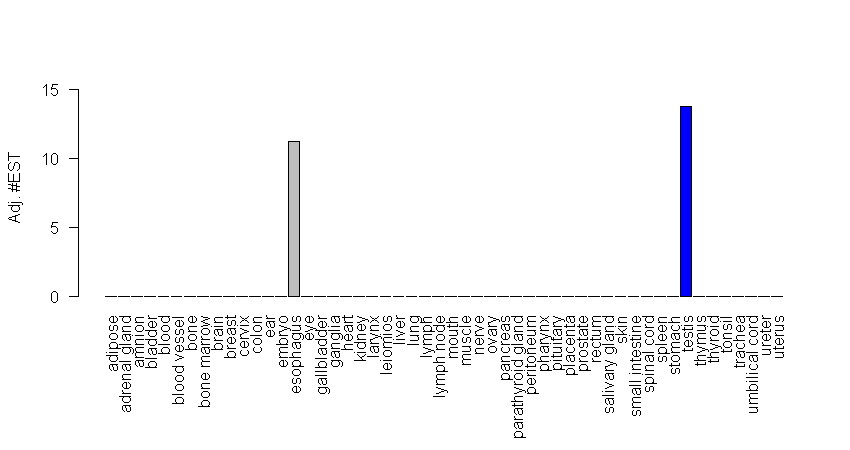 15
10
5
0
Adj. #EST
adipose
adrenal gland
amnion
bladder
blood
blood vessel
bone
bone marrow
brain
breast
cervix
colon
ear
embryo
esophagus
eye
gallbladder
ganglia
heart
kidney
larynx
leiomios
liver
lung
lymph
lymph node
mouth
muscle
nerve
ovary
pancreas
parathyroid gland
peritoneum
pharynx
pituitary
placenta
prostate
rectum
salivary gland
skin
small intestine
spinal cord
spleen
stomach
testis
thymus
thyroid
tonsil
trachea
umbilical cord
ureter
uterus